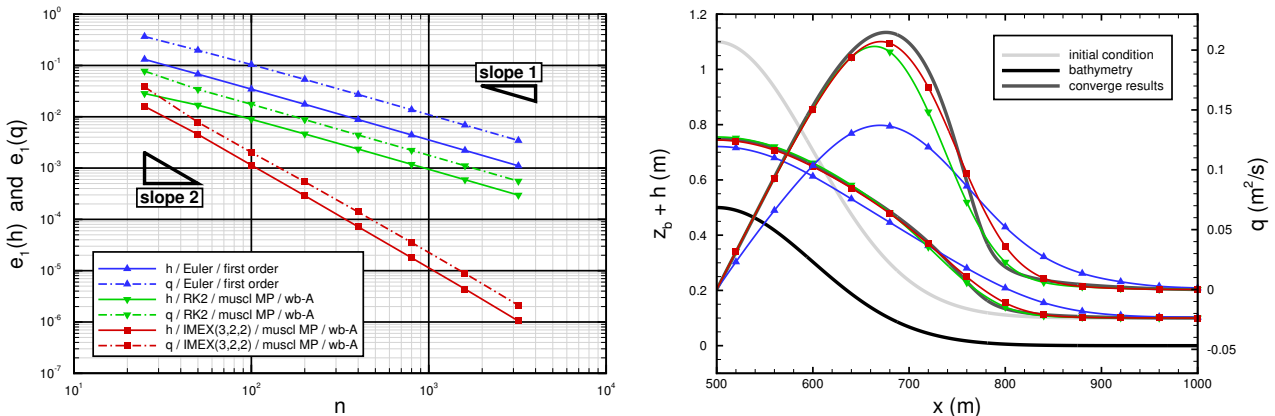 10⁰
10⁻¹
10⁻²
10⁻³
10⁻⁴
10⁻⁵
10⁻⁶
10⁻⁷
e₁(h) and e₁(q)
slope 1
slope 2
h / Euler / first order
q / Euler / first order
h / RK2 / muscl MP / wb-A
q / RK2 / muscl MP / wb-A
h / IMEX(3,2,2) / muscl MP / wb-A
q / IMEX(3,2,2) / muscl MP / wb-A
10¹ 10² 10³ 10⁴
n
1.2
1
0.8
0.6
0.4
0.2
0
z_b + h (m)
initial condition
bathymetry
converge results
0.2
0.15
0.1
0.05
0
-0.05
q (m²/s)
500 600 700 800 900 1000
x (m)